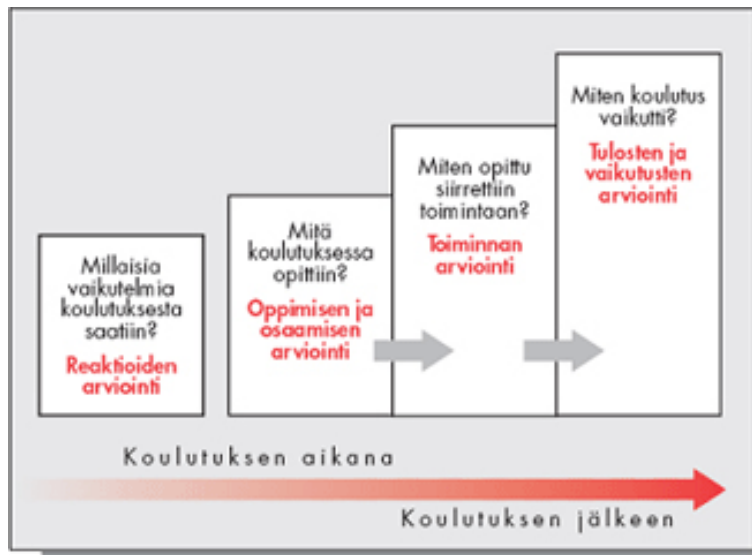 Millaisia
vaikutelmia
koulutuksesta
saatiin?
Reaktioiden
arviointi
Mitä
koulutuksessa
opittiin?
Oppimisen ja
osaamisen
arviointi
Miten opittu
siirrettiin
toimintaan?
Toiminnan
arviointi
Miten koulutus
vaikutti?
Tulosten ja
vaikutusten
arviointi
Koulutuksen aikana
Koulutuksen jälkeen